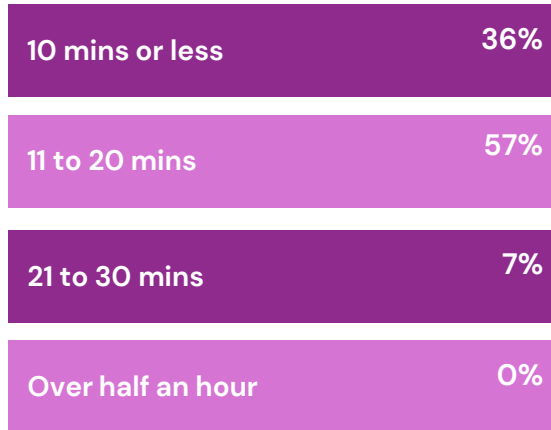 10 mins or less 36%
11 to 20 mins 57%
21 to 30 mins 7%
Over half an hour 0%